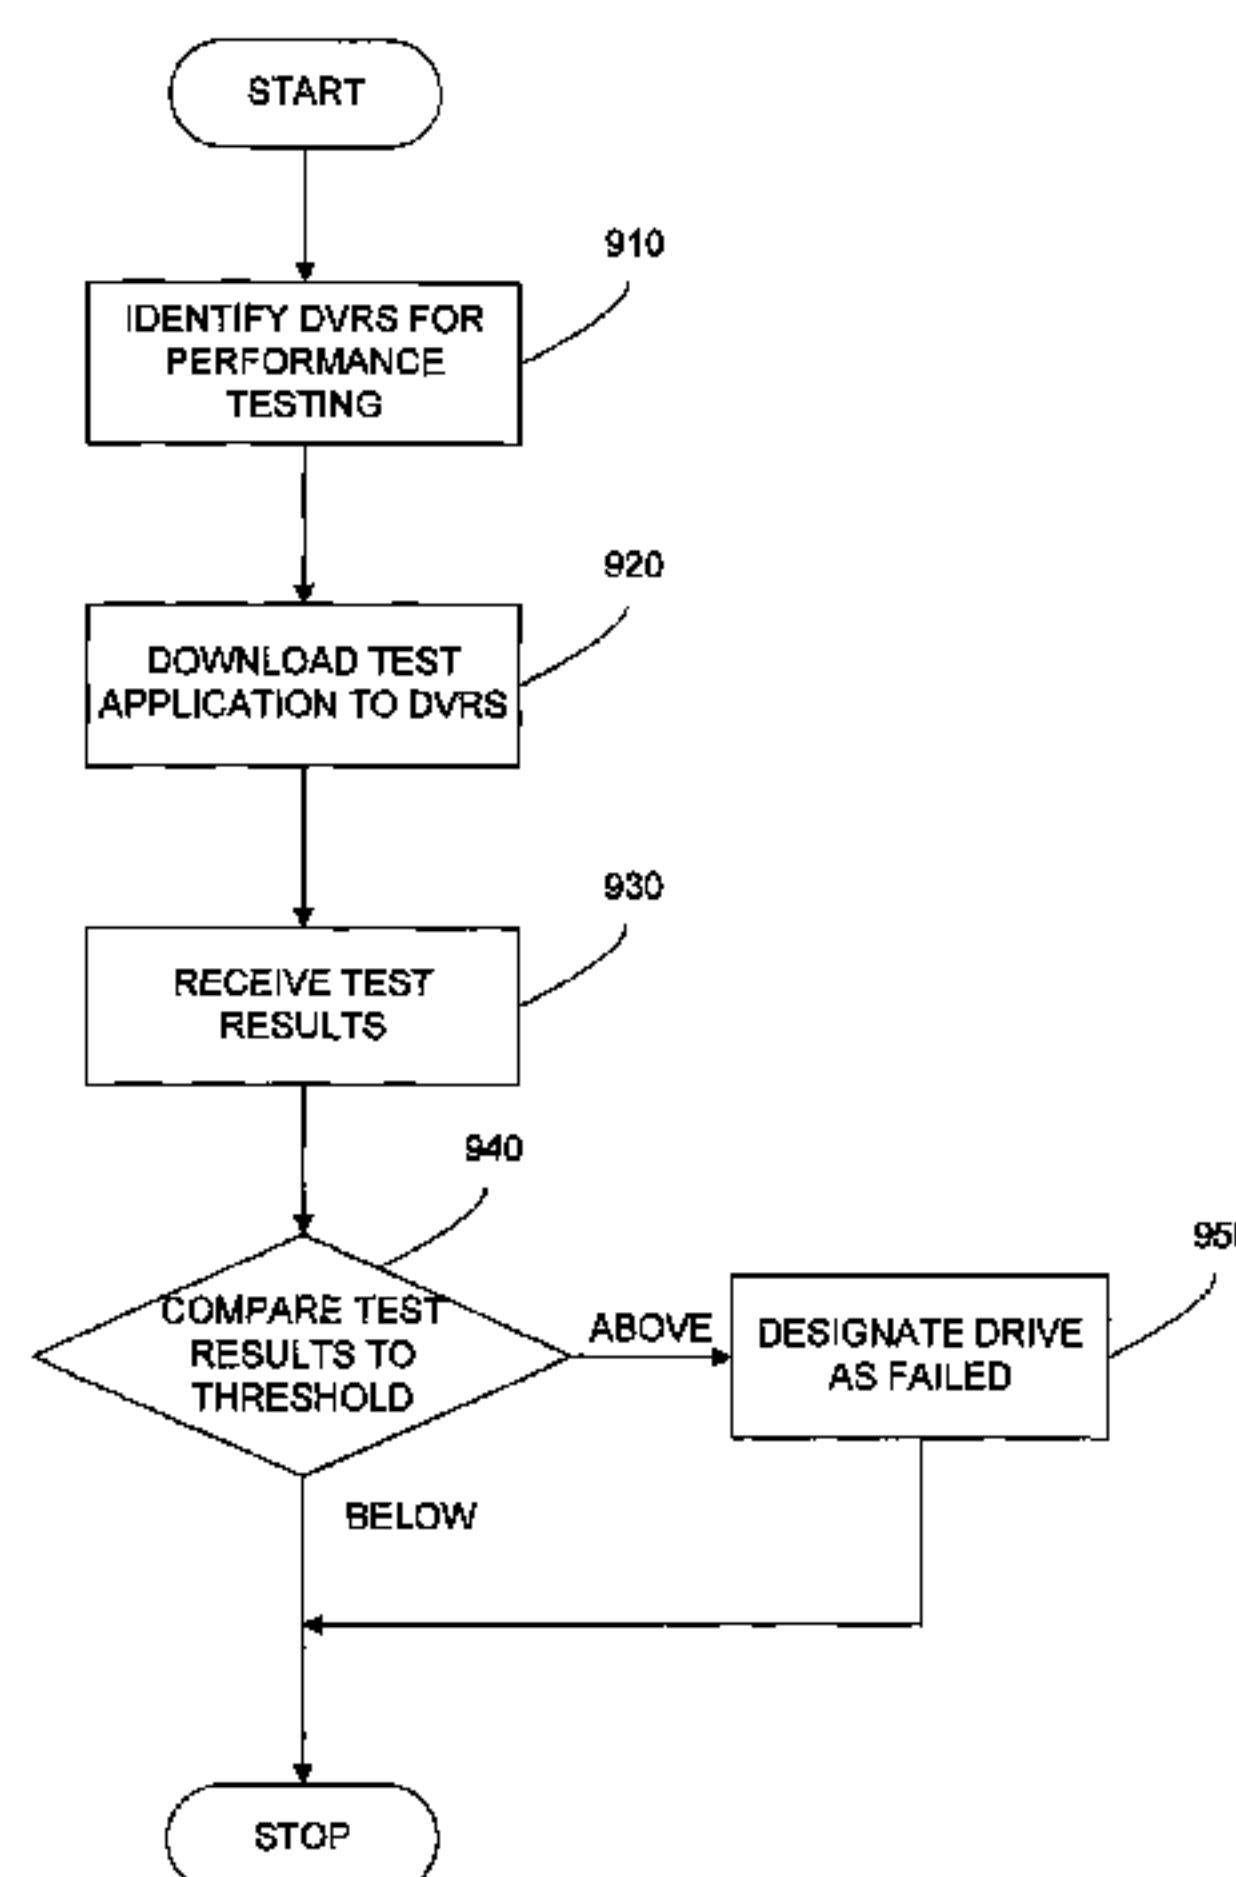 START
910
IDENTIFY DVRS FOR
PERFORMANCE
TESTING
920
DOWNLOAD TEST
APPLICATION TO DVRS
930
RECEIVE TEST
RESULTS
940
COMPARE TEST
RESULTS TO
THRESHOLD
ABOVE
DESIGNATE DRIVE
AS FAILED
BELOW
STOP